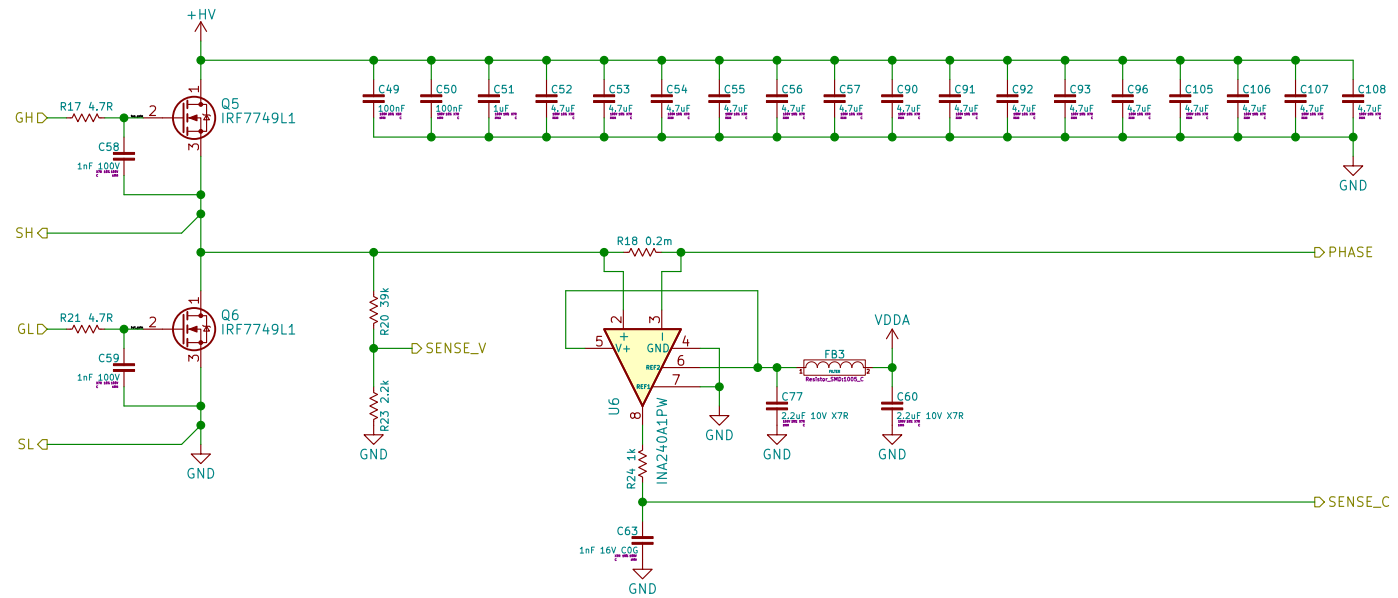 +HV
C49 C50 C51 C52 C53 C54 C55 C56 C57 C90 C91 C92 C93 C96 C105 C106 C107 C108
100nF 100nF 1uF 4.7uF 4.7uF 4.7uF 4.7uF 4.7uF 4.7uF 4.7uF 4.7uF 4.7uF 4.7uF 4.7uF 4.7uF 4.7uF 4.7uF 4.7uF
GND
1
R17 4.7R
2
Q5
IRF7749L1
GH
3
C58
1nF 100V
SH
R18 0.2m
PHASE
1
R21 4.7R
2
Q6
IRF7749L1
GL
3
C59
1nF 100V
SL
GND
R20 39k
SENSE_V
R23 2.2k
GND
2
3
+
-
5
V+
GND
4
REF2
6
REF1
7
8
U6
INA240A1PW
GND
VDDA
FB3
1
FILTER
2
Resistor_SMD:1005_C
C77
2.2uF 10V X7R
GND
C60
2.2uF 10V X7R
GND
R24 1k
SENSE_C
C63
1nF 16V C0G
GND